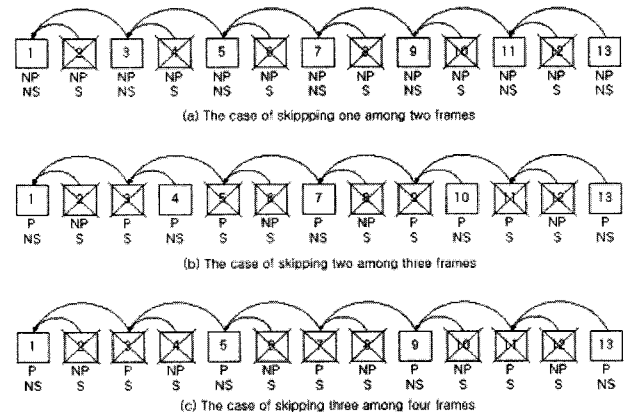 1 2 3 4 5 6 7 8 9 10 11 12 13
NP NP NP NP NP NP NP NP NP NP NP NP NP
NS S NS S NS S NS S NS S NS S NS
(a) The case of skippping one among two frames
1 2 3 4 5 6 7 8 9 10 11 12 13
P NP P P P NP P NP P P P NP P
NS S S NS S S NS S S NS S S NS
(b) The case of skipping two among three frames
1 2 3 4 5 6 7 8 9 10 11 12 13
P NP P NP P NP P NP P NP P NP P
NS S S S NS S S S NS S S S NS
(c) The case of skipping three among four frames